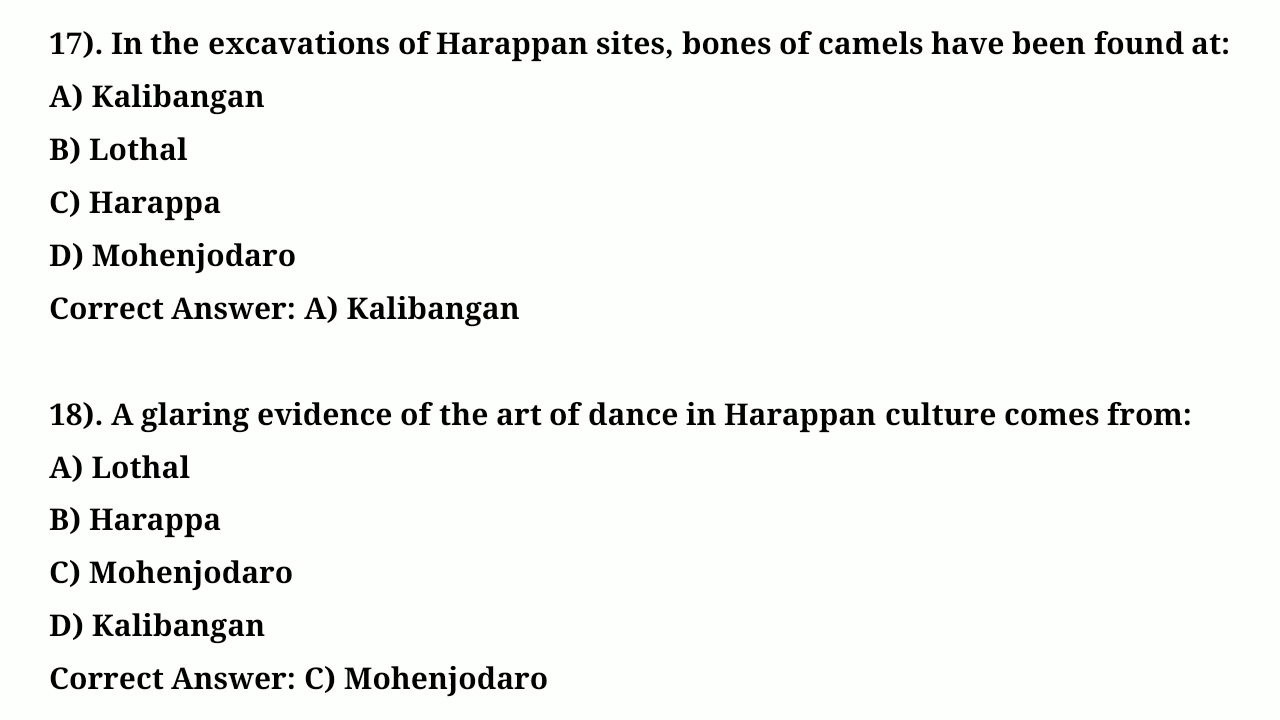 17). In the excavations of Harappan sites, bones of camels have been found at:
A) Kalibangan
B) Lothal
C) Harappa
D) Mohenjodaro
Correct Answer: A) Kalibangan
18). A glaring evidence of the art of dance in Harappan culture comes from:
A) Lothal
B) Harappa
C) Mohenjodaro
D) Kalibangan
Correct Answer: C) Mohenjodaro